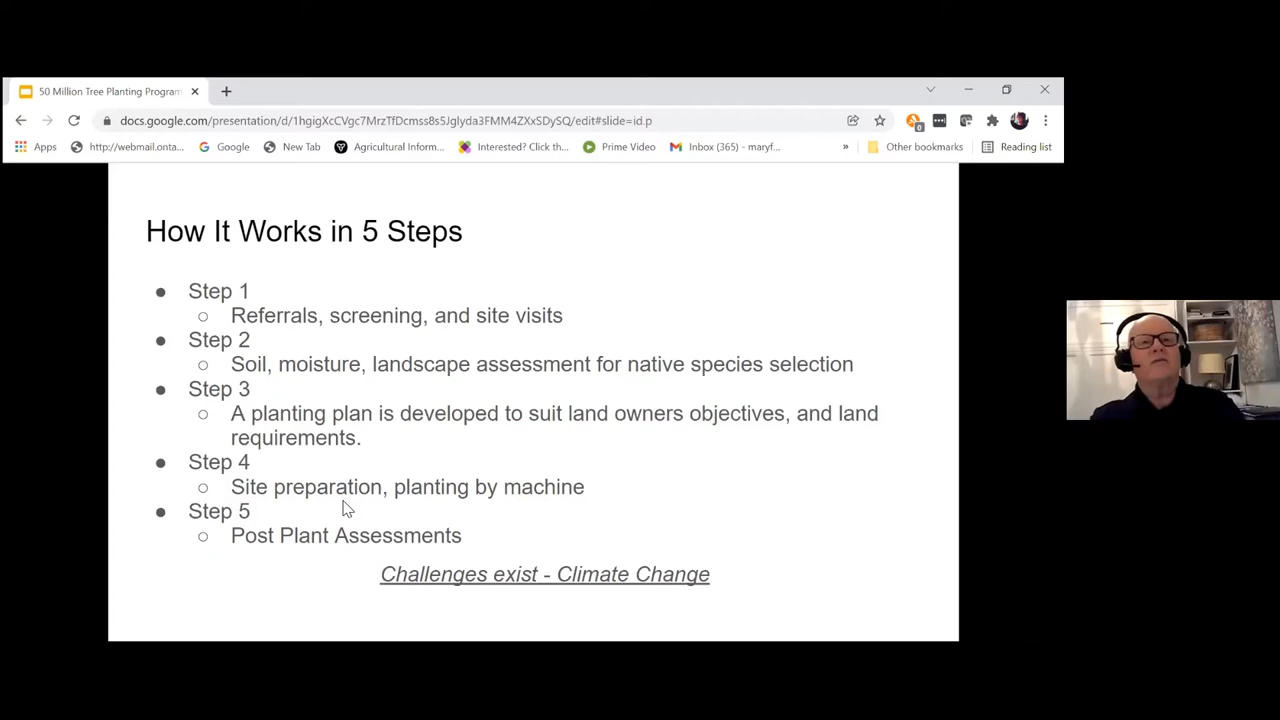 50 Million Tree Planting Program
docs.google.com/presentation/d/1hgigXcCVgc7MrzTfDcmss8s5Jglyda3FMM4ZXxSDySQ/edit#slide=id.p
0
Apps
http://webmail.onta...
Google
New Tab
Agricultural Infor...
Interested? Click th...
Prime Video
Inbox (365) - maryf...
»
Other bookmarks
Reading list
How It Works in 5 Steps
● Step 1
○ Referrals, screening, and site visits
● Step 2
○ Soil, moisture, landscape assessment for native species selection
● Step 3
○ A planting plan is developed to suit land owners objectives, and land
requirements.
● Step 4
○ Site preparation, planting by machine
● Step 5
○ Post Plant Assessments
Challenges exist - Climate Change